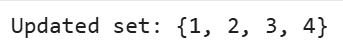 Updated set: {1, 2, 3, 4}